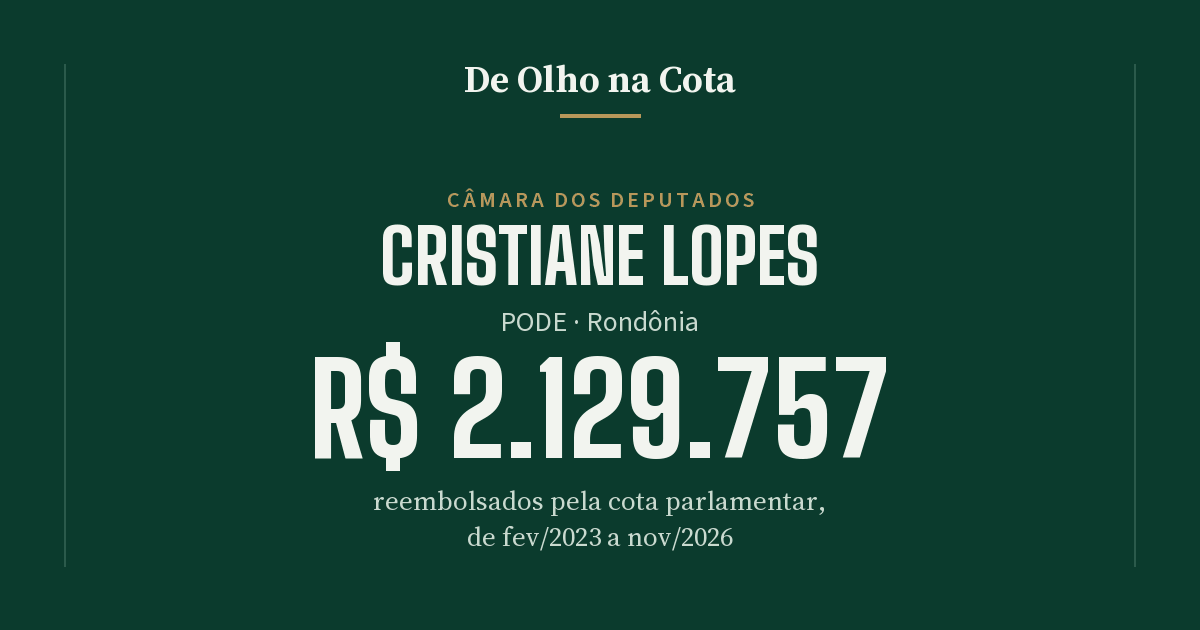 De Olho na Cota
CÂMARA DOS DEPUTADOS
CRISTIANE LOPES
PODE · Rondônia
R$ 2.129.757
reembolsados pela cota parlamentar,
de fev/2023 a nov/2026